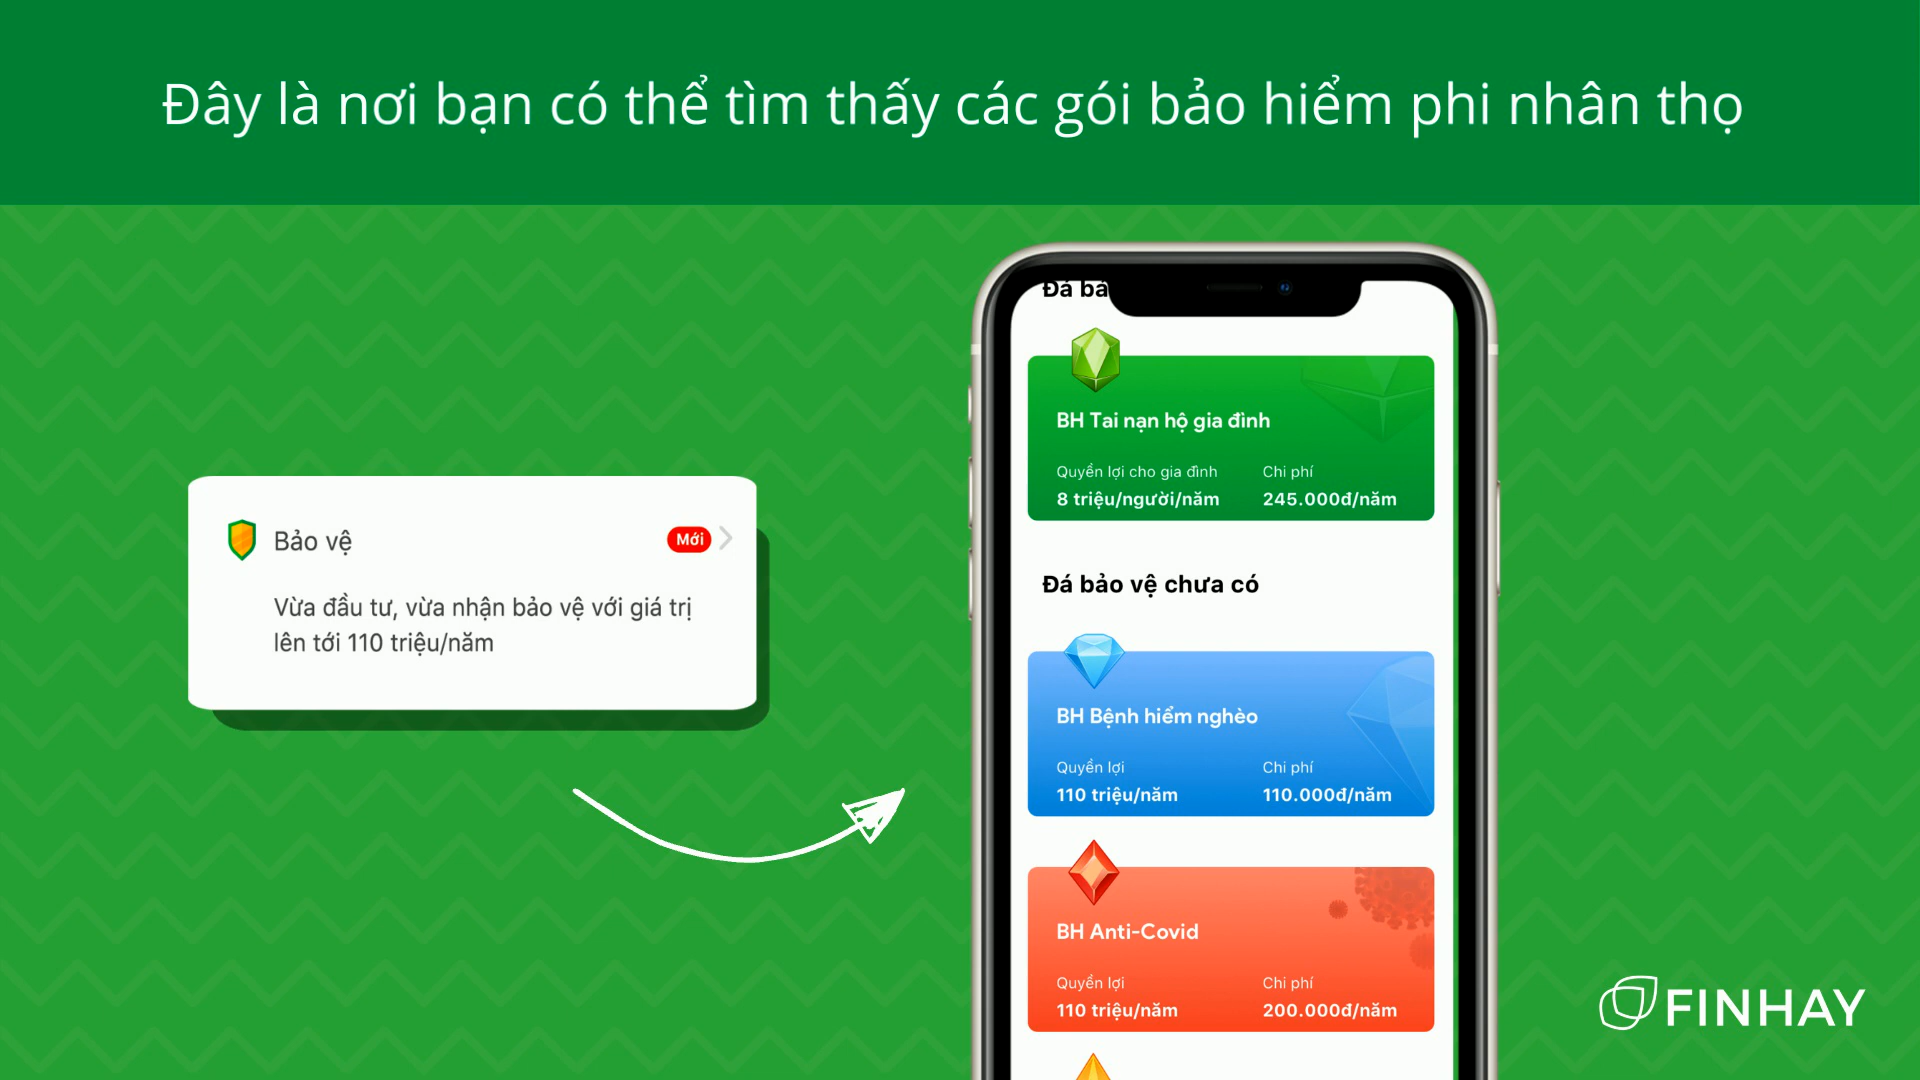 Đây là nơi bạn có thể tìm thấy các gói bảo hiểm phi nhân thọ
Bảo vệ
Mới
Vừa đầu tư, vừa nhận bảo vệ với giá trị
lên tới 110 triệu/năm
Đá
BH Tai nạn hộ gia đình
Quyền lợi cho gia đình
Chi phí
8 triệu/người/năm
245.000đ/năm
Đá bảo vệ chưa có
BH Bệnh hiểm nghèo
Quyền lợi
Chi phí
110 triệu/năm
110.000đ/năm
BH Anti-Covid
Quyền lợi
Chi phí
110 triệu/năm
200.000đ/năm
FINHAY